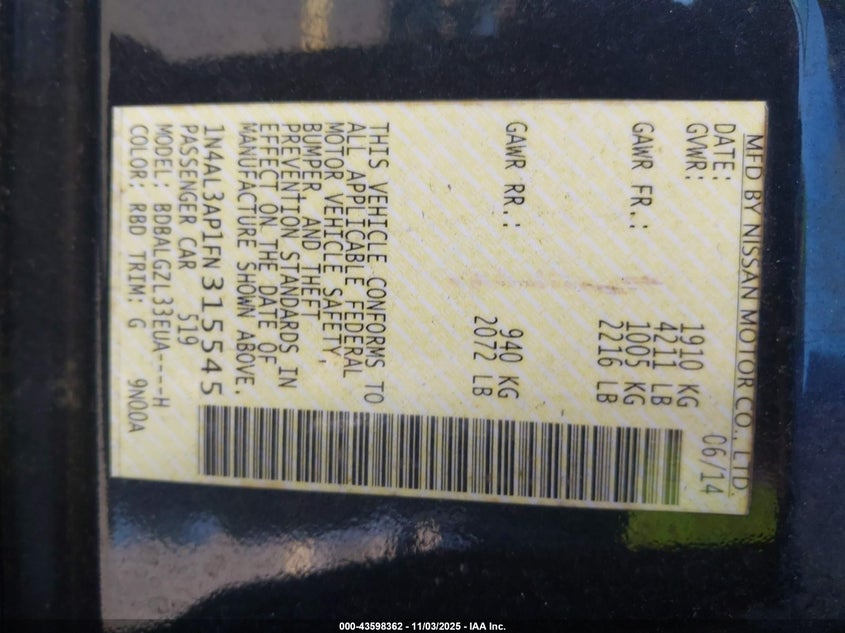 MFD BY NISSAN MOTOR CO., LTD
DATE: 06/14
GVWR: 1910 KG
4211 LB
GAWR FR.: 1005 KG
2216 LB
GAWR RR.: 940 KG
2072 LB
THIS VEHICLE CONFORMS TO
ALL APPLICABLE FEDERAL
MOTOR VEHICLE SAFETY,
BUMPER, AND THEFT
PREVENTION STANDARDS IN
EFFECT ON THE DATE OF
MANUFACTURE SHOWN ABOVE.
1N4AL3AP1FN315545
PASSENGER CAR 519
MODEL: BDBALGZL33EUA----H
COLOR: RBD TRIM: G 9N00A
000-43598362 - 11/03/2025 - IAA Inc.